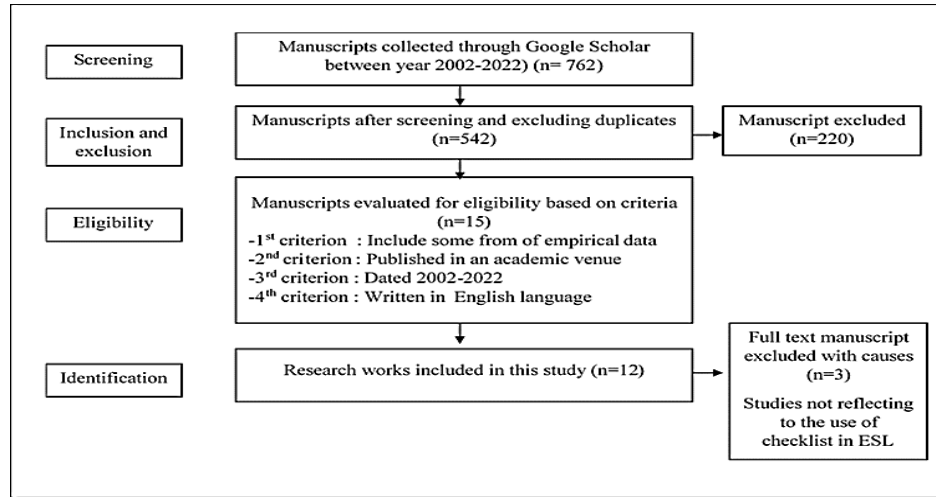 Screening
Manuscripts collected through Google Scholar
between year 2002-2022) (n= 762)
Inclusion and
exclusion
Manuscripts after screening and excluding duplicates
(n=542)
Manuscript excluded
(n=220)
Eligibility
Manuscripts evaluated for eligibility based on criteria
(n=15)
-1st criterion : Include some from of empirical data
-2nd criterion : Published in an academic venue
-3rd criterion : Dated 2002-2022
-4th criterion : Written in English language
Identification
Research works included in this study (n=12)
Full text manuscript
excluded with causes
(n=3)
Studies not reflecting
to the use of
checklist in ESL